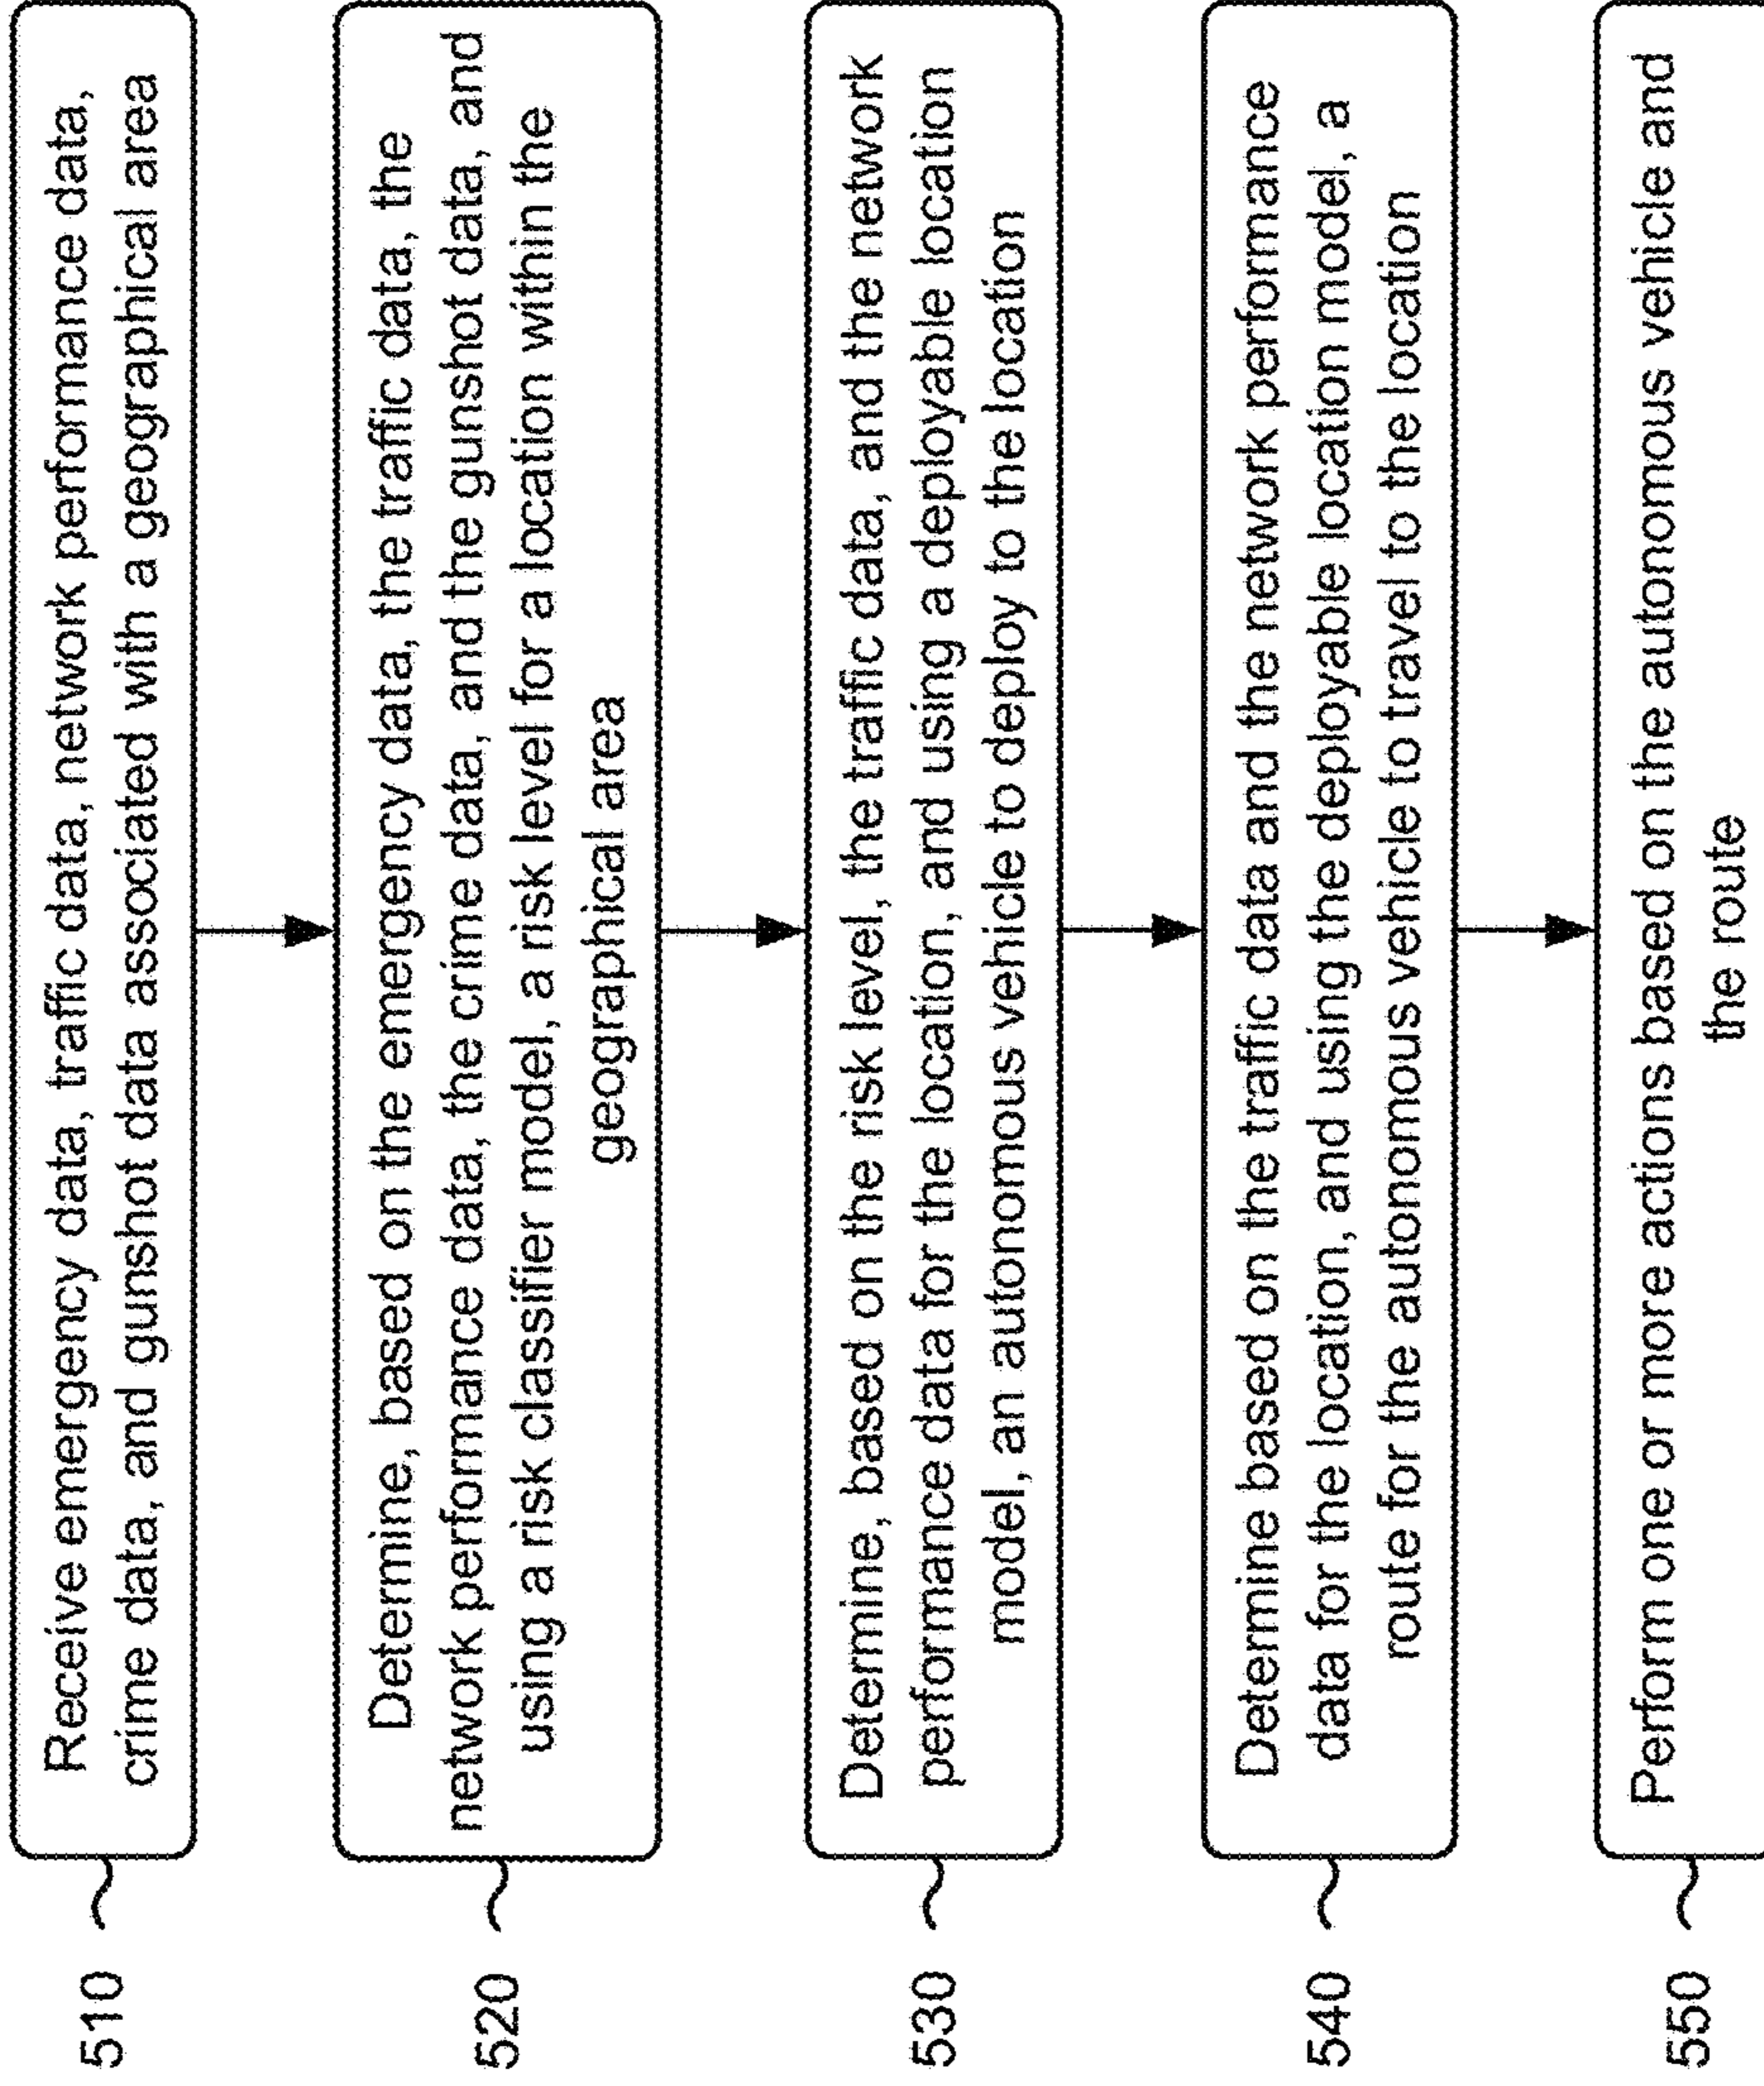 510
Receive emergency data, traffic data, network performance data,
crime data, and gunshot data associated with a geographical area
520
Determine, based on the emergency data, the traffic data, the
network performance data, the crime data, and the gunshot data, and
using a risk classifier model, a risk level for a location within the
geographical area
530
Determine, based on the risk level, the traffic data, and the network
performance data for the location, and using a deployable location
model, an autonomous vehicle to deploy to the location
540
Determine based on the traffic data and the network performance
data for the location, and using the deployable location model, a
route for the autonomous vehicle to travel to the location
550
Perform one or more actions based on the autonomous vehicle and
the route